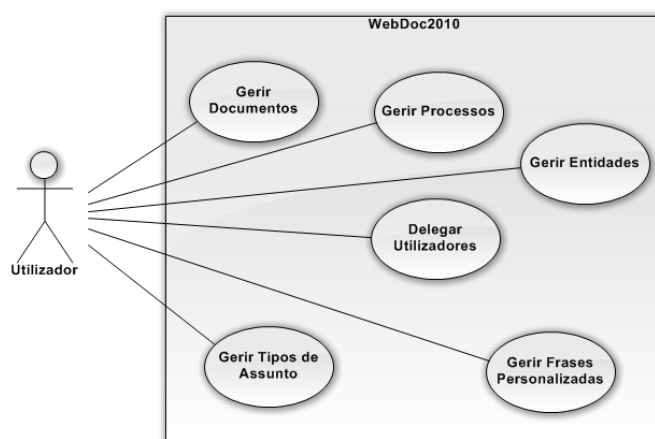 WebDoc2010
Gerir
Documentos
Gerir Processos
Gerir Entidades
Delegar
Utilizadores
Utilizador
Gerir Tipos de
Assunto
Gerir Frases
Personalizadas